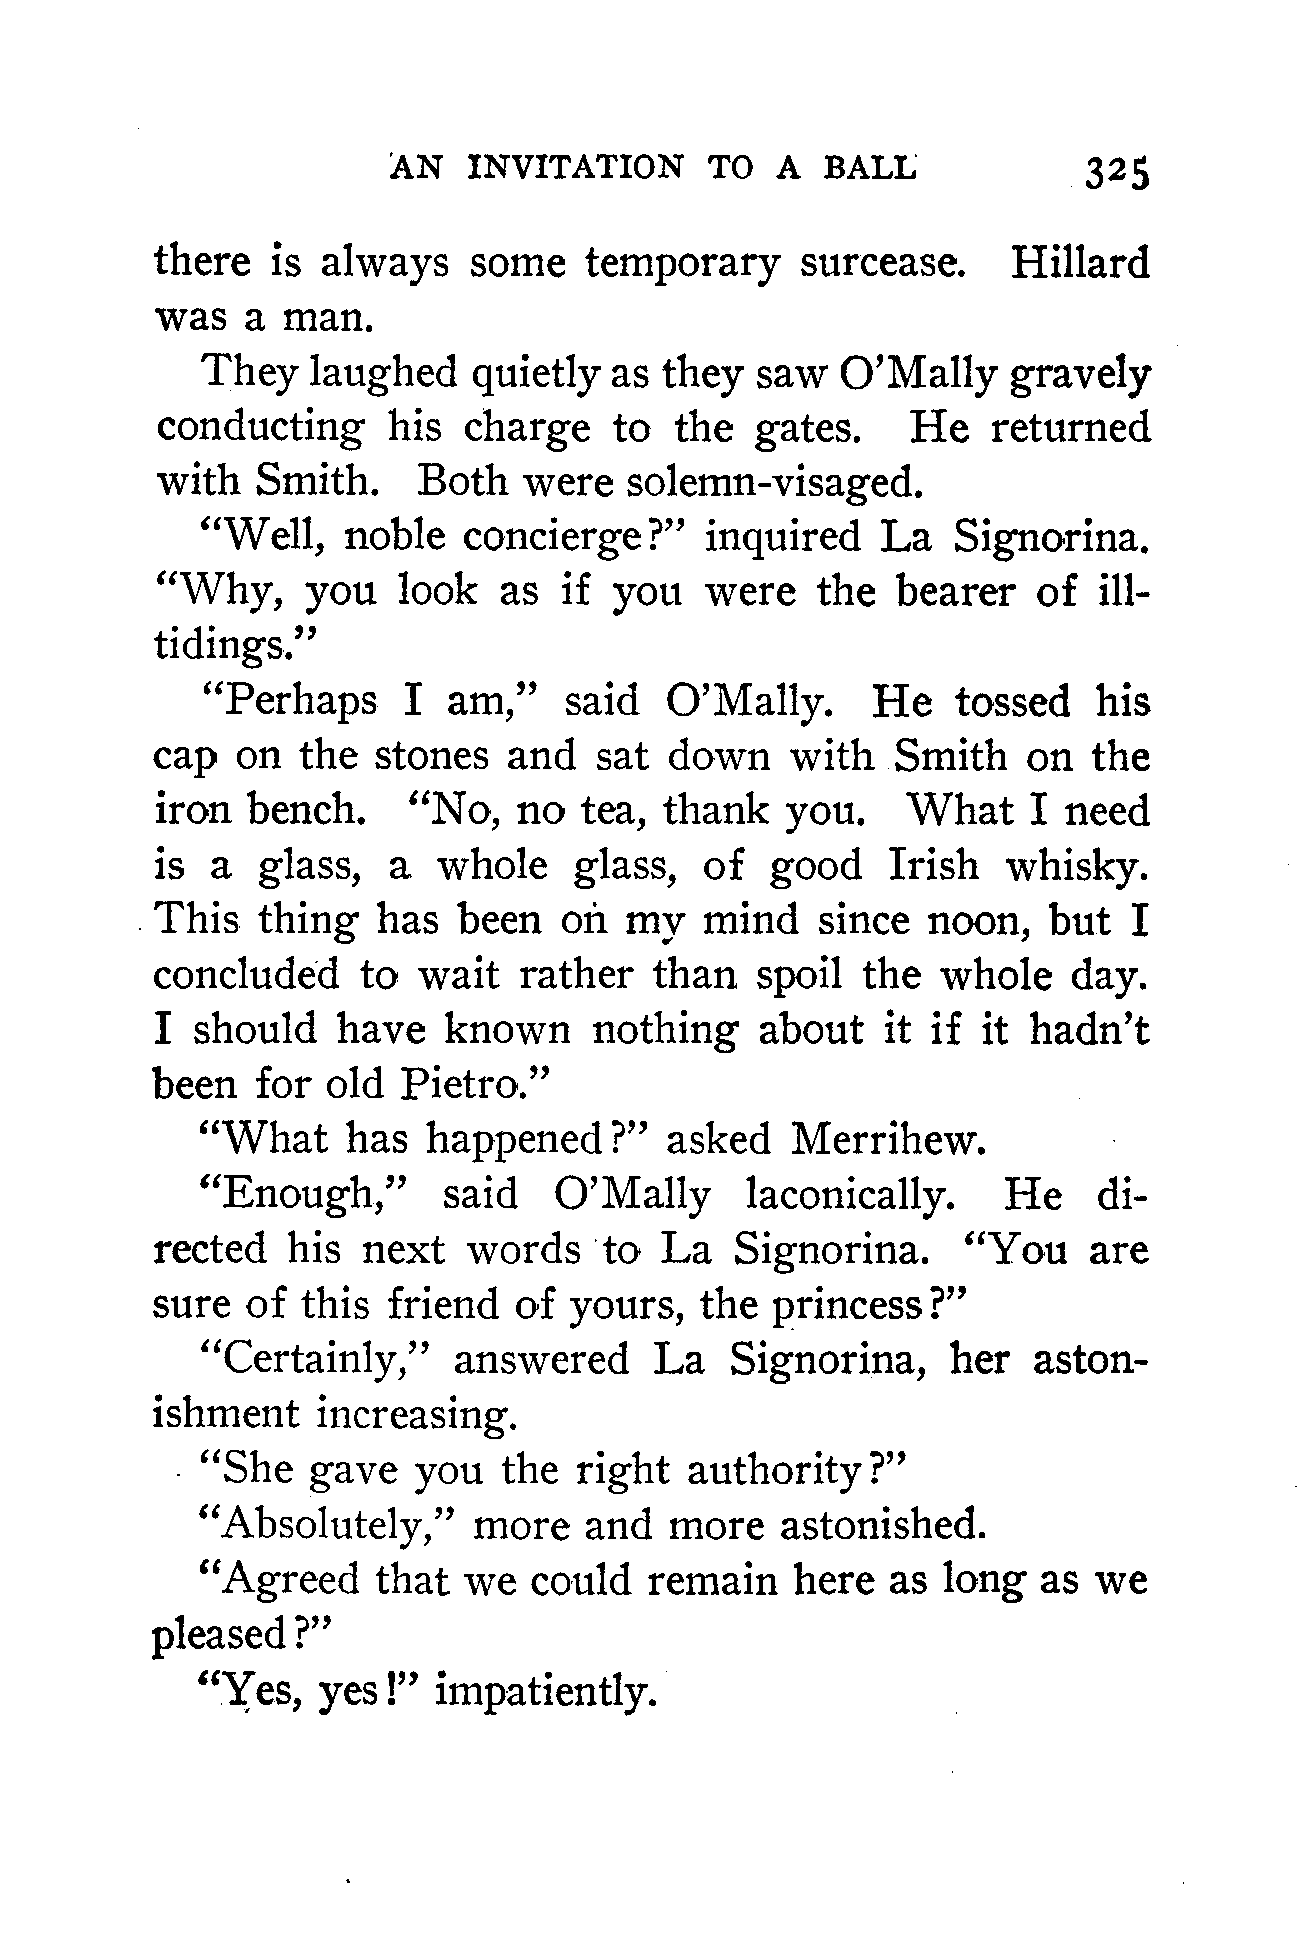 AN INVITATION TO A BALL 325
there is always some temporary surcease. Hillard
was a man.
They laughed quietly as they saw O'Mally gravely
conducting his charge to the gates. He returned
with Smith. Both were solemn-visaged.
"Well, noble concierge?" inquired La Signorina.
"Why, you look as if you were the bearer of ill-
tidings."
"Perhaps I am," said O'Mally. He tossed his
cap on the stones and sat down with Smith on the
iron bench. "No, no tea, thank you. What I need
is a glass, a whole glass, of good Irish whisky.
This thing has been on my mind since noon, but I
concluded to wait rather than spoil the whole day.
I should have known nothing about it if it hadn't
been for old Pietro."
"What has happened?" asked Merrihew.
"Enough," said O'Mally laconically. He di-
rected his next words to La Signorina. "You are
sure of this friend of yours, the princess?"
"Certainly," answered La Signorina, her aston-
ishment increasing.
"She gave you the right authority?"
"Absolutely," more and more astonished.
"Agreed that we could remain here as long as we
pleased?"
"Yes, yes!" impatiently.